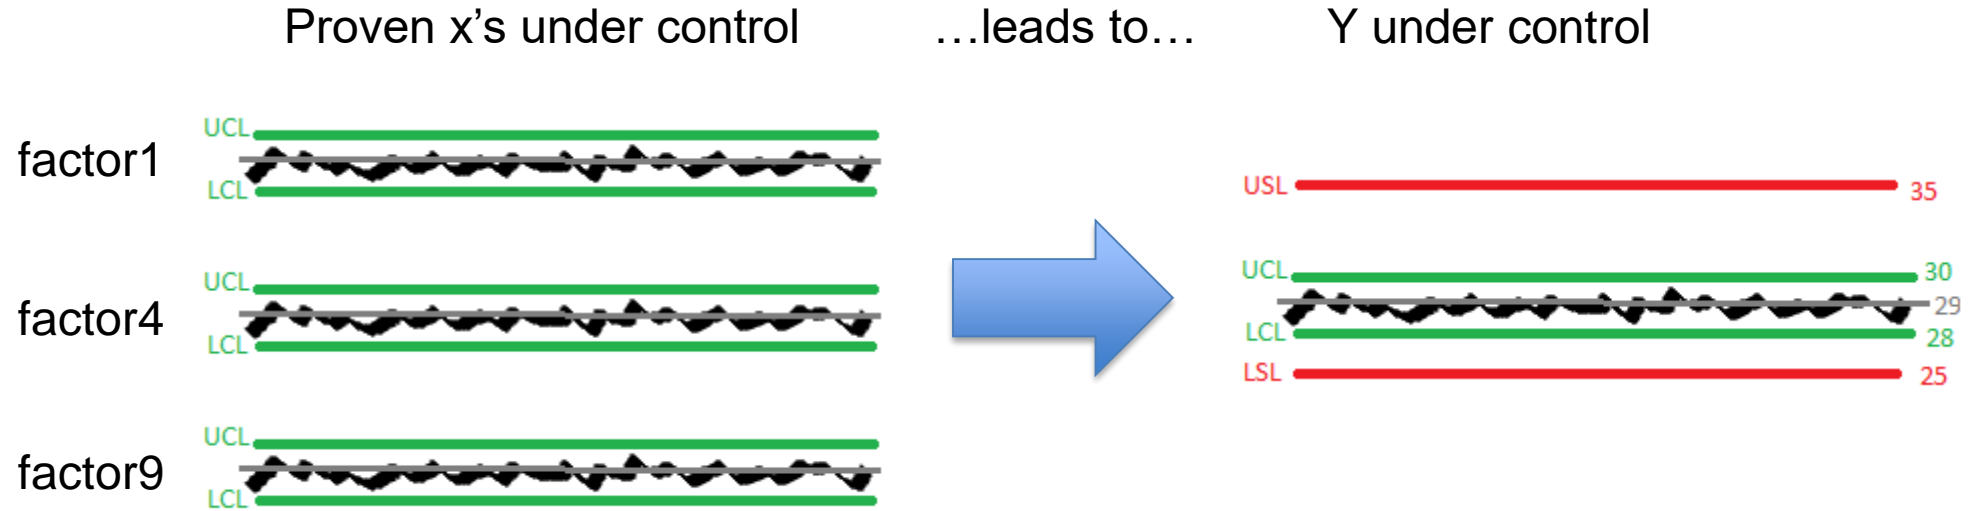 Proven x’s under control …leads to… Y under control
factor1
UCL
LCL
factor4
UCL
LCL
factor9
UCL
LCL
USL 35
UCL 30
29
LCL 28
LSL 25